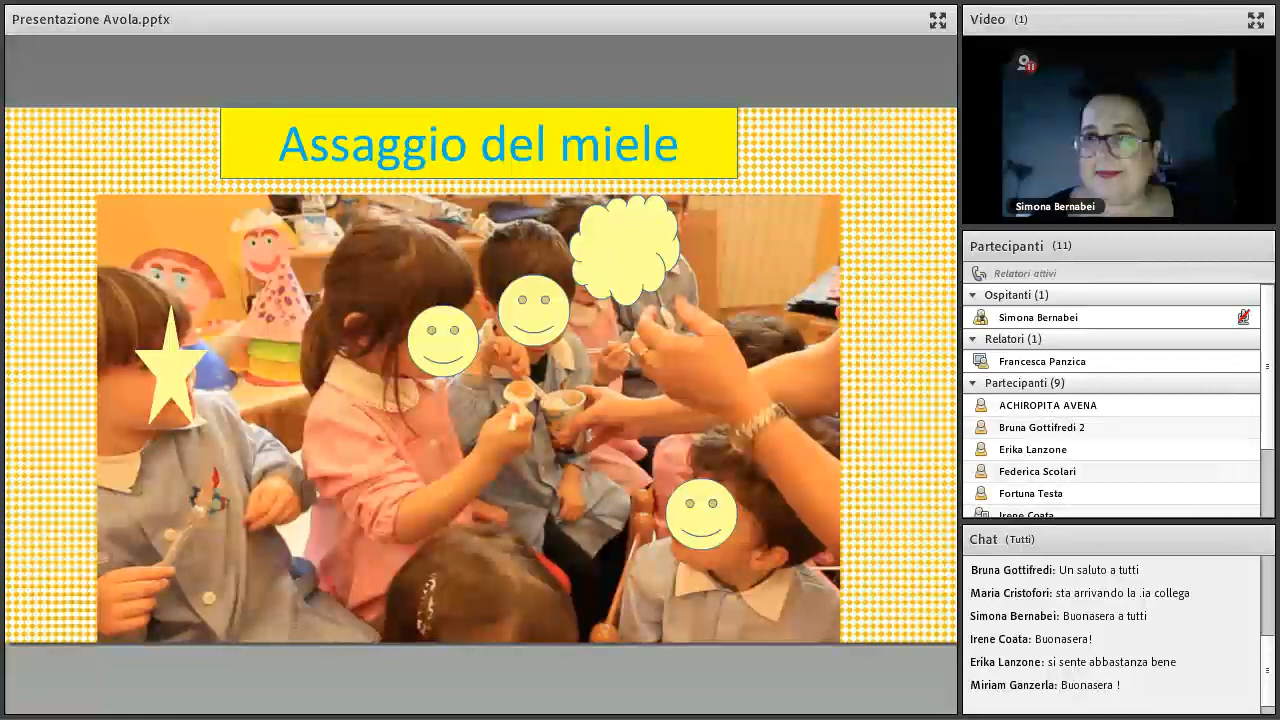 Presentazione Avola.pptx
Assaggio del miele
Video (1)
Simona Bernabei
Partecipanti (11)
Relatori attivi
Ospitanti (1)
Simona Bernabei
Relatori (1)
Francesca Panzica
Partecipanti (9)
ACHIROPITA AVENA
Bruna Gottifredi 2
Erika Lanzone
Federica Scolari
Fortuna Testa
Irene Coata
Chat (Tutti)
Bruna Gottifredi: Un saluto a tutti
Maria Cristofori: sta arrivando la .ia collega
Simona Bernabei: Buonasera a tutti
Irene Coata: Buonasera!
Erika Lanzone: si sente abbastanza bene
Miriam Ganzerla: Buonasera !